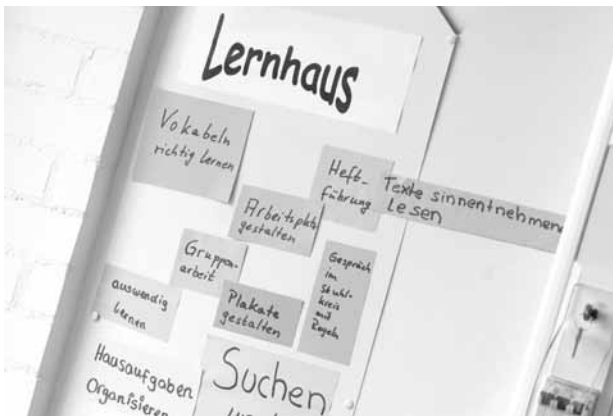 Lernhaus
Vokabeln
richtig lernen
Heft-
führung
Texte sinnentnehmen
Lesen
Arbeitsplatz
gestalten
Gruppen-
arbeit
Gespräch
im
Stuhl-
kreis
mit
Regeln
auswendig
lernen
Plakate
gestalten
Hausaufgaben
Organisieren
Suchen